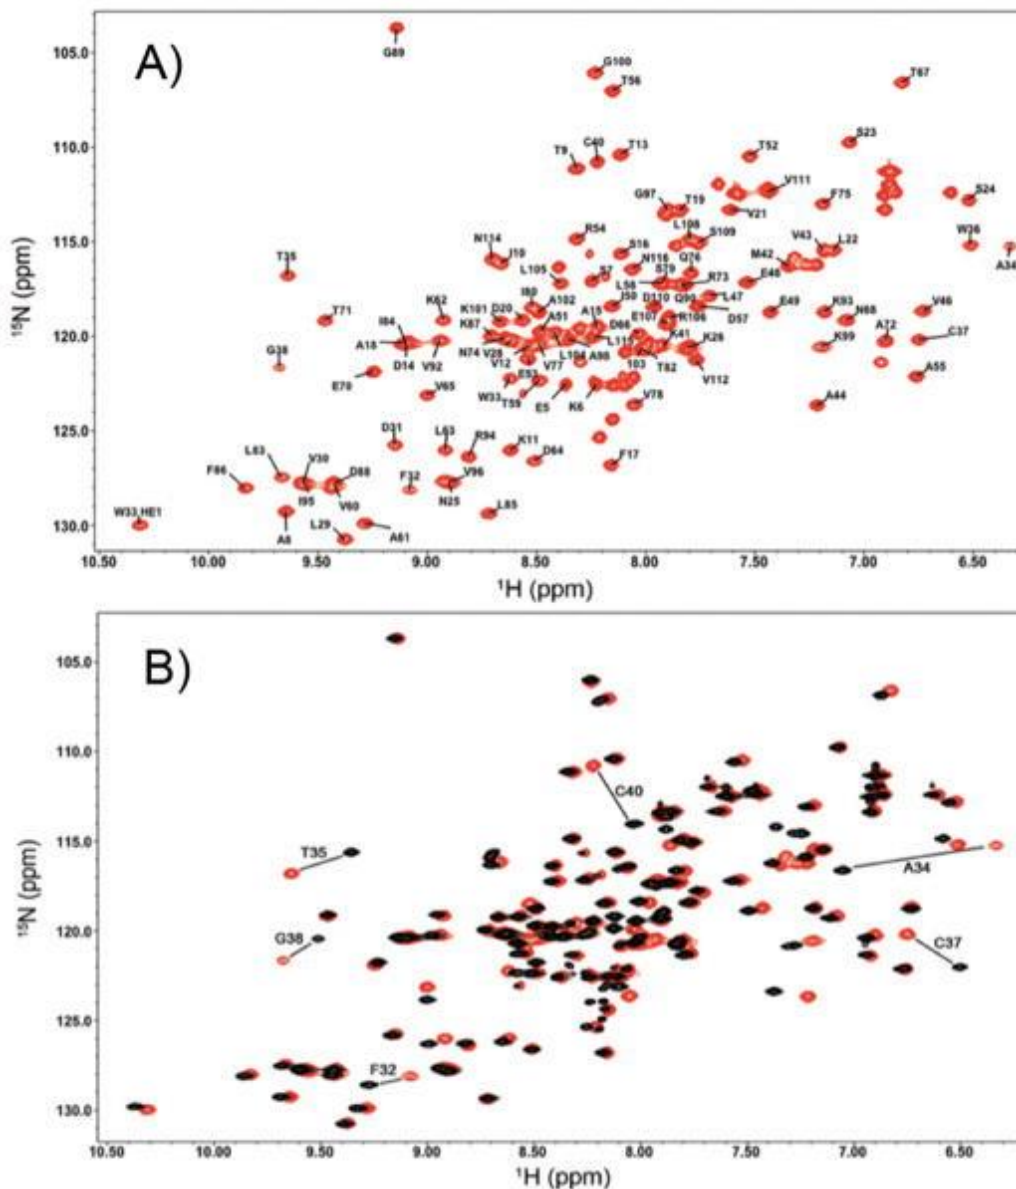 A)
G89
G100
T56
T67
S23
T9
C40
T13
T52
V111
F75
S24
G97
T19
V21
L108
S109
V43
L22
W36
A34
N114
I10
R54
S16
N116
Q76
M42
T35
L105
S7
S79
R73
E48
L58
I50
D110
Q90
L47
K62
I80
A102
K101
D20
A51
A15
E107
R106
D57
E49
K93
N68
V46
T71
I84
K87
D66
L115
K41
K26
K99
A72
C37
A18
D14
V92
N74
V28
V12
V77
L104
A98
103
T82
V112
G38
E70
V65
W33
E53
T59
E5
K6
V78
A44
A55
D31
L63
R94
K11
D64
F17
F86
L83
V30
D88
F32
V96
I95
V60
N25
L85
W33,HE1
A8
L29
A61
105.0
110.0
115.0
120.0
125.0
130.0
¹⁵N (ppm)
10.50 10.00 9.50 9.00 8.50 8.00 7.50 7.00 6.50
¹H (ppm)
B)
C40
T35
A34
G38
C37
F32
105.0
110.0
115.0
120.0
125.0
130.0
¹⁵N (ppm)
10.50 10.00 9.50 9.00 8.50 8.00 7.50 7.00 6.50
¹H (ppm)